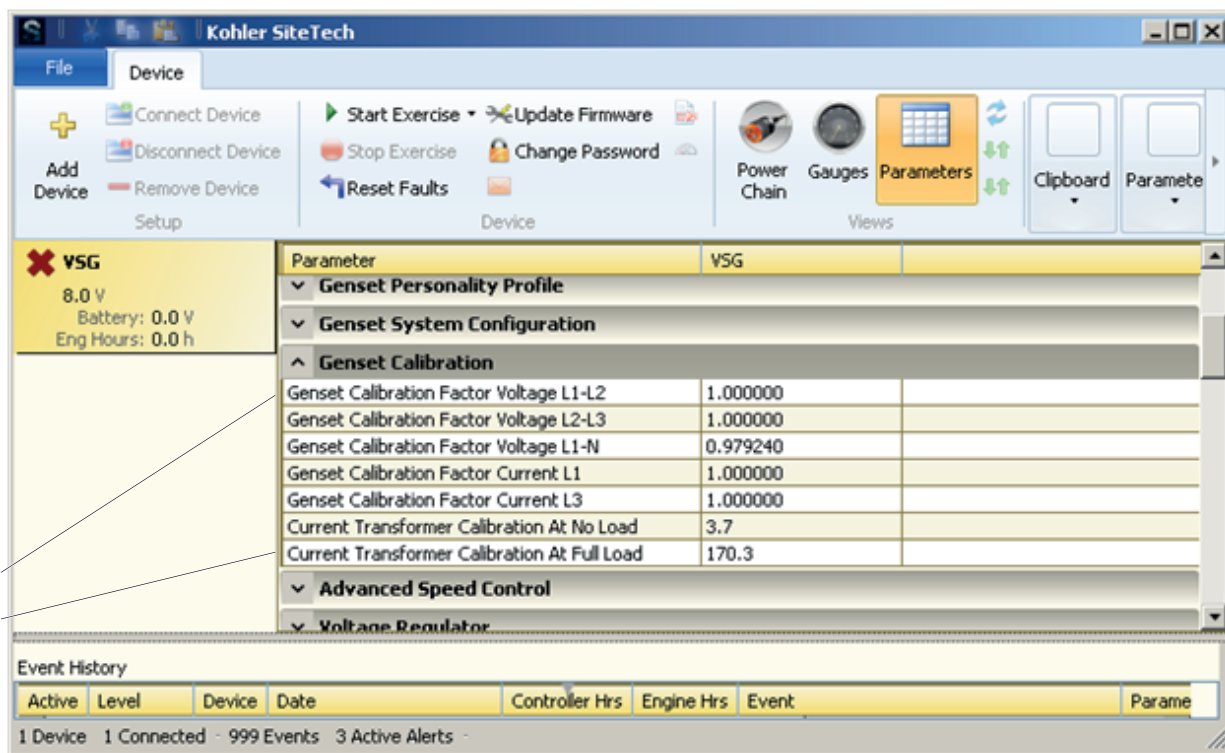 Kohler SiteTech
File Device
Connect Device Start Exercise Update Firmware
Disconnect Device Stop Exercise Change Password
Add Device Remove Device Reset Faults
Power Chain Gauges Parameters Clipboard Paramete
Setup Device Views
VSG
8.0 V
Battery: 0.0 V
Eng Hours: 0.0 h
Parameter VSG
Genset Personality Profile
Genset System Configuration
Genset Calibration
Genset Calibration Factor Voltage L1-L2 1.000000
Genset Calibration Factor Voltage L2-L3 1.000000
Genset Calibration Factor Voltage L1-N 0.979240
Genset Calibration Factor Current L1 1.000000
Genset Calibration Factor Current L3 1.000000
Current Transformer Calibration At No Load 3.7
Current Transformer Calibration At Full Load 170.3
Advanced Speed Control
Voltage Regulator
Event History
Active Level Device Date Controller Hrs Engine Hrs Event Parame
1 Device 1 Connected - 999 Events 3 Active Alerts -